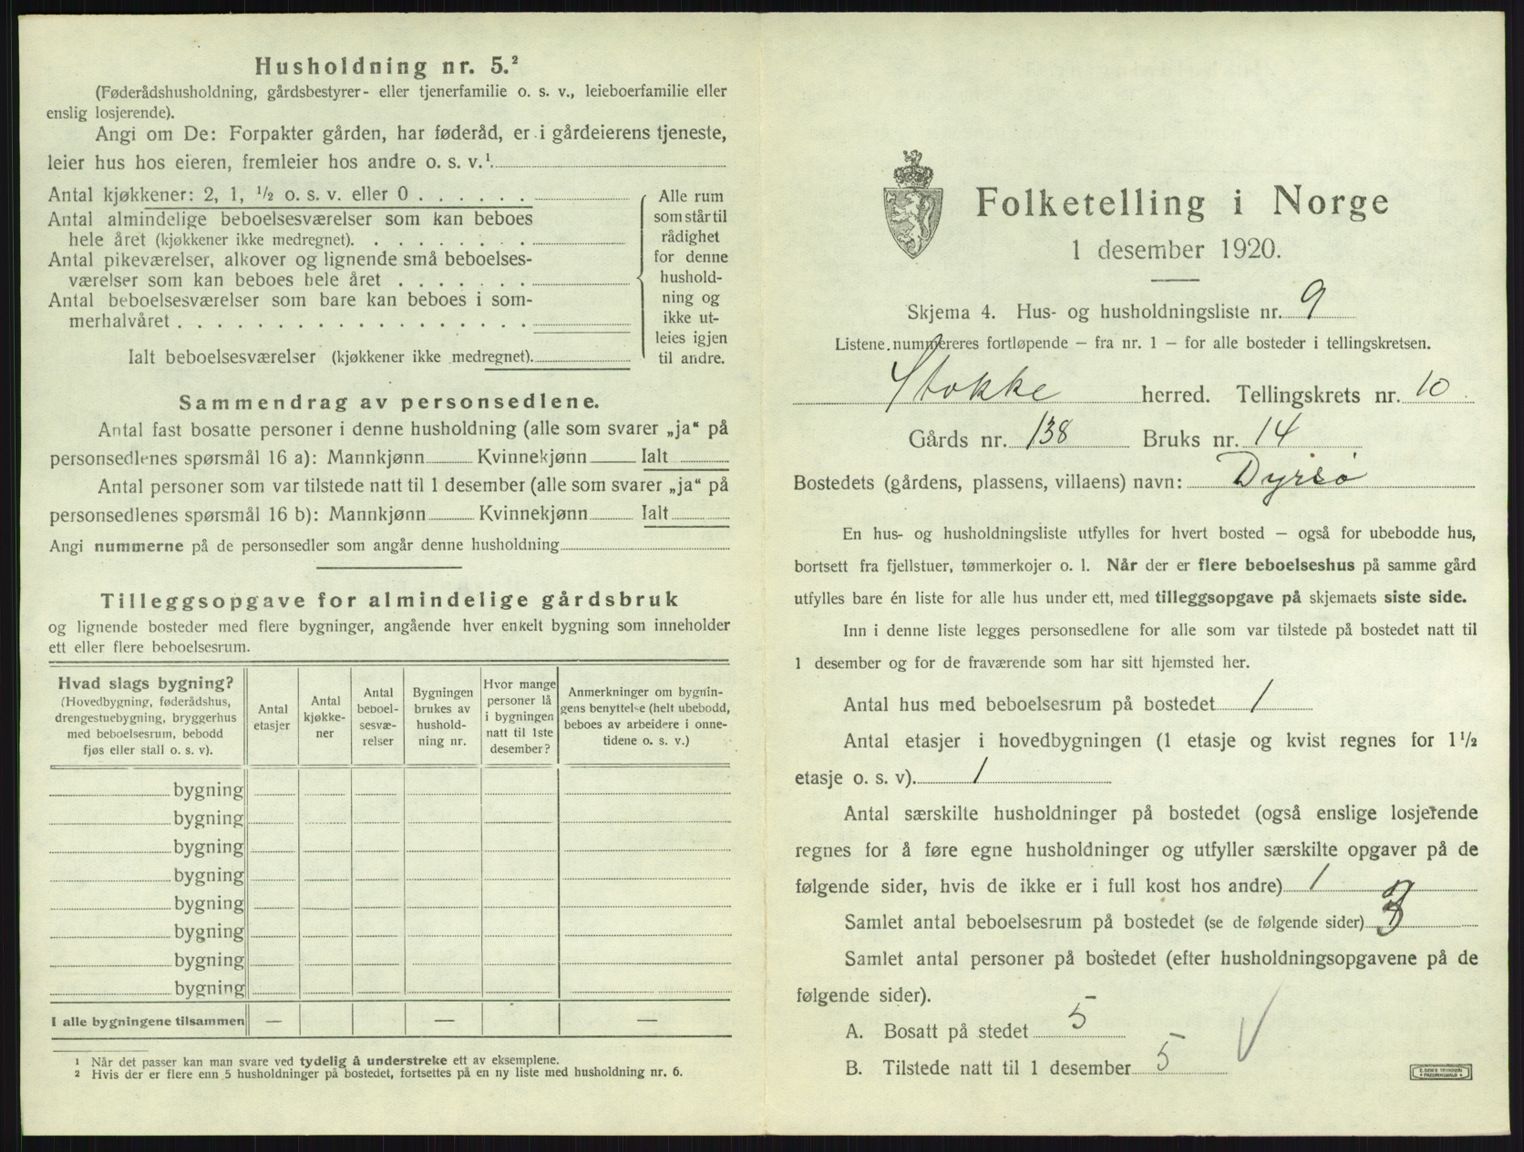 Husholdning nr. 5.²
(Føderådshusholdning, gårdsbestyrer- eller tjenerfamilie o. s. v., leieboerfamilie eller
enslig losjerende).
Angi om De: Forpakter gården, har føderåd, er i gårdeierens tjeneste,
leier hus hos eieren, fremleier hos andre o. s. v.¹
Antal kjøkkener: 2, 1, ½ o. s. v. eller 0 . . . . . .
Antal almindelige beboelsesværelser som kan beboes
hele året (kjøkkener ikke medregnet). . . . . . . . .
Antal pikeværelser, alkover og lignende små beboelses-
værelser som kan beboes hele året . . . . . . .
Antal beboelsesværelser som bare kan beboes i som-
merhalvåret . . . . . . . . . . . . . . . . . . .
Ialt beboelsesværelser (kjøkkener ikke medregnet).
Alle rum
som står til
rådighet
for denne
hushold-
ning og
ikke ut-
leies igjen
til andre.
Sammendrag av personsedlene.
Antal fast bosatte personer i denne husholdning (alle som svarer „ja“ på
personsedlenes spørsmål 16 a): Mannkjønn Kvinnekjønn Ialt
Antal personer som var tilstede natt til 1 desember (alle som svarer „ja“ på
personsedlenes spørsmål 16 b): Mannkjønn Kvinnekjønn Ialt
Angi nummerne på de personsedler som angår denne husholdning
Tilleggsopgave for almindelige gårdsbruk
og lignende bosteder med flere bygninger, angående hver enkelt bygning som inneholder
ett eller flere beboelsesrum.
Hvad slags bygning?
(Hovedbygning, føderådshus,
drengestuebygning, bryggerhus
med beboelsesrum, bebodd
fjøs eller stall o. s. v).
Antal
etasjer
Antal
kjøkke-
ner
Antal
beboel-
sesvæ-
relser
Bygningen
brukes av
hushold-
ning nr.
Hvor mange
personer lå
i bygningen
natt til 1ste
desember?
Anmerkninger om bygnin-
gens benyttelse (helt ubebodd,
beboes av arbeidere i onne-
tidene o. s. v.)
bygning
bygning
bygning
bygning
bygning
bygning
bygning
bygning
I alle bygningene tilsammen — — —
¹ Når det passer kan man svare ved tydelig å understreke ett av eksemplene.
² Hvis der er flere enn 5 husholdninger på bostedet, fortsettes på en ny liste med husholdning nr. 6.
Folketelling i Norge
1 desember 1920.
Skjema 4. Hus- og husholdningsliste nr. 9
Listene nummereres fortløpende — fra nr. 1 — for alle bosteder i tellingskretsen.
Stokke herred. Tellingskrets nr. 10
Gårds nr. 138 Bruks nr. 14
Bostedets (gårdens, plassens, villaens) navn: Dyrsø
En hus- og husholdningsliste utfylles for hvert bosted — også for ubebodde hus,
bortsett fra fjellstuer, tømmerkojer o. l. Når der er flere beboelseshus på samme gård
utfylles bare én liste for alle hus under ett, med tilleggsopgave på skjemaets siste side.
Inn i denne liste legges personsedlene for alle som var tilstede på bostedet natt til
1 desember og for de fraværende som har sitt hjemsted her.
Antal hus med beboelsesrum på bostedet 1
Antal etasjer i hovedbygningen (1 etasje og kvist regnes for 1½
etasje o. s. v). 1
Antal særskilte husholdninger på bostedet (også enslige losjerende
regnes for å føre egne husholdninger og utfyller særskilte opgaver på de
følgende sider, hvis de ikke er i full kost hos andre) 1
Samlet antal beboelsesrum på bostedet (se de følgende sider)
Samlet antal personer på bostedet (efter husholdningsopgavene på de
følgende sider).
A. Bosatt på stedet 5
B. Tilstede natt til 1 desember 5